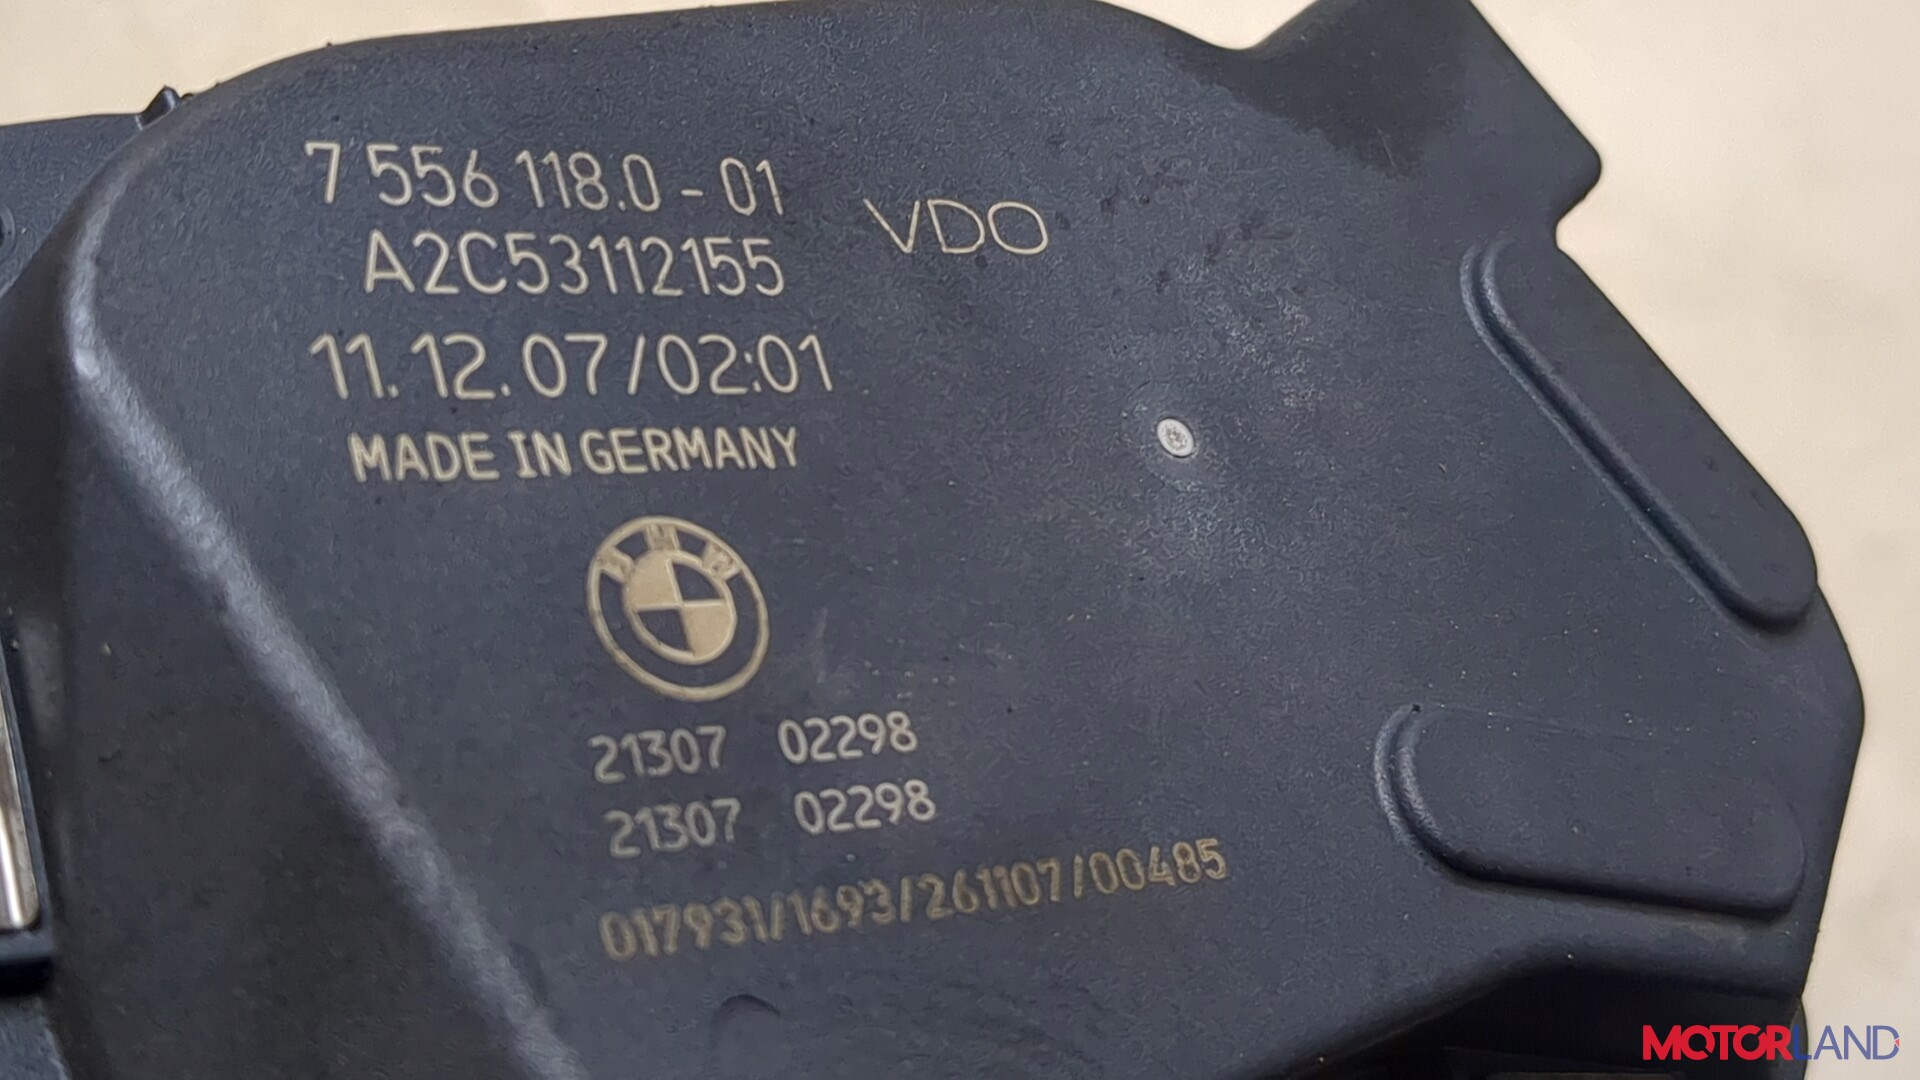 7 556 118.0 - 01
VDO
A2C53112155
11.12.07/02:01
MADE IN GERMANY
BMW
21307 02298
21307 02298
017931/1693/261107/00485
MOTORLAND